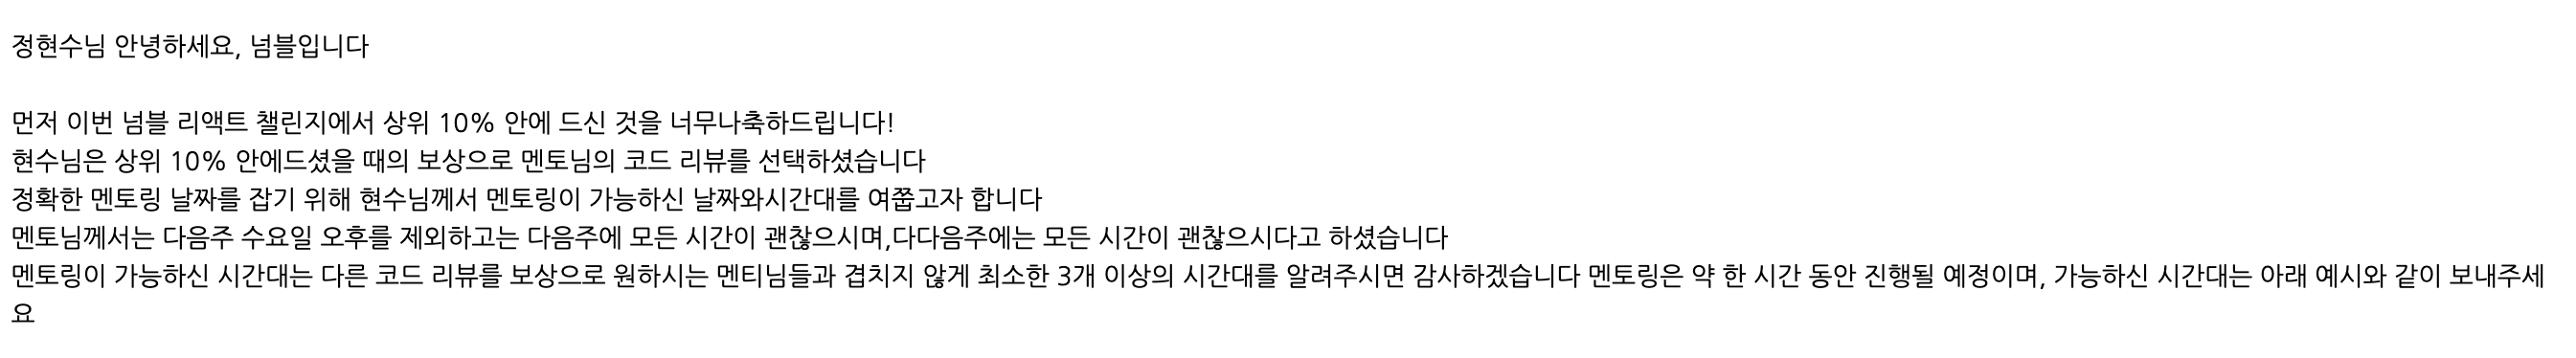 정현수님 안녕하세요, 넘블입니다
먼저 이번 넘블 리액트 챌린지에서 상위 10% 안에 드신 것을 너무나축하드립니다!
현수님은 상위 10% 안에드셨을 때의 보상으로 멘토님의 코드 리뷰를 선택하셨습니다
정확한 멘토링 날짜를 잡기 위해 현수님께서 멘토링이 가능하신 날짜와시간대를 여쭙고자 합니다
멘토님께서는 다음주 수요일 오후를 제외하고는 다음주에 모든 시간이 괜찮으시며,다다음주에는 모든 시간이 괜찮으시다고 하셨습니다
멘토링이 가능하신 시간대는 다른 코드 리뷰를 보상으로 원하시는 멘티님들과 겹치지 않게 최소한 3개 이상의 시간대를 알려주시면 감사하겠습니다 멘토링은 약 한 시간 동안 진행될 예정이며, 가능하신 시간대는 아래 예시와 같이 보내주세
요